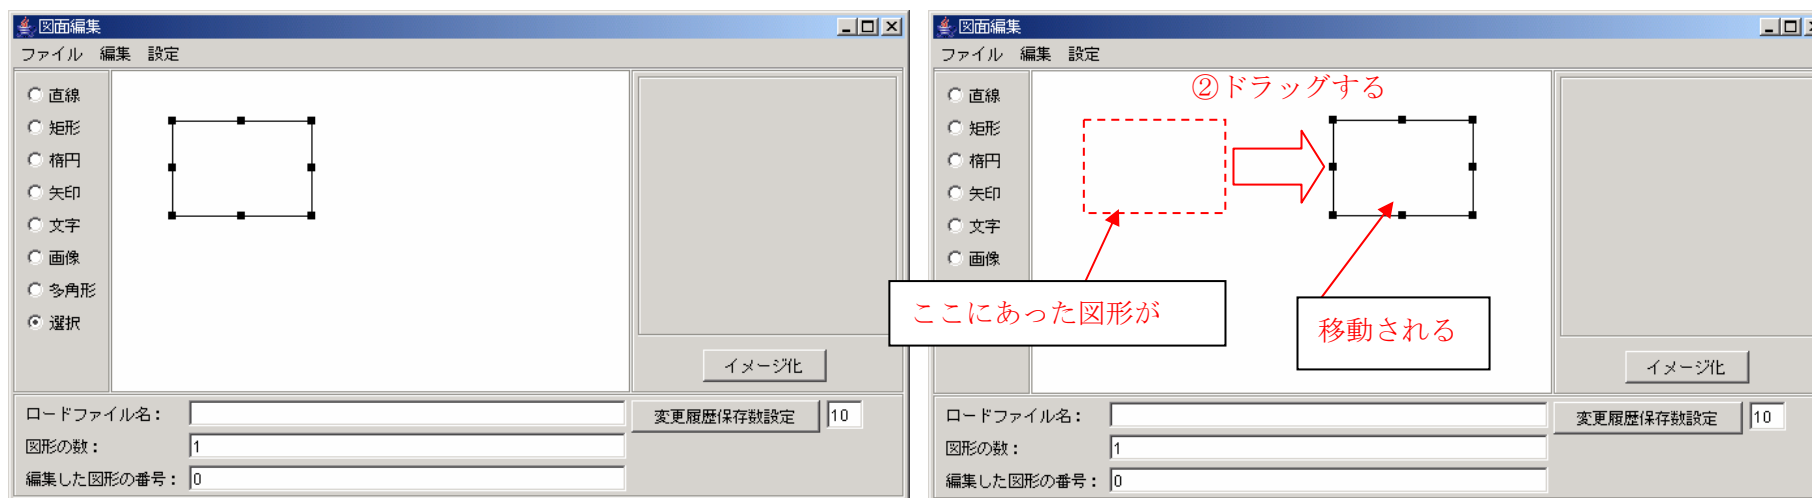 図面編集
ファイル 編集 設定
直線
矩形
楕円
矢印
文字
画像
多角形
選択
イメージ化
ロードファイル名:
変更履歴保存数設定 10
図形の数: 1
編集した図形の番号: 0
図面編集
ファイル 編集 設定
②ドラッグする
直線
矩形
楕円
矢印
文字
画像
ここにあった図形が
移動される
イメージ化
ロードファイル名:
変更履歴保存数設定 10
図形の数: 1
編集した図形の番号: 0